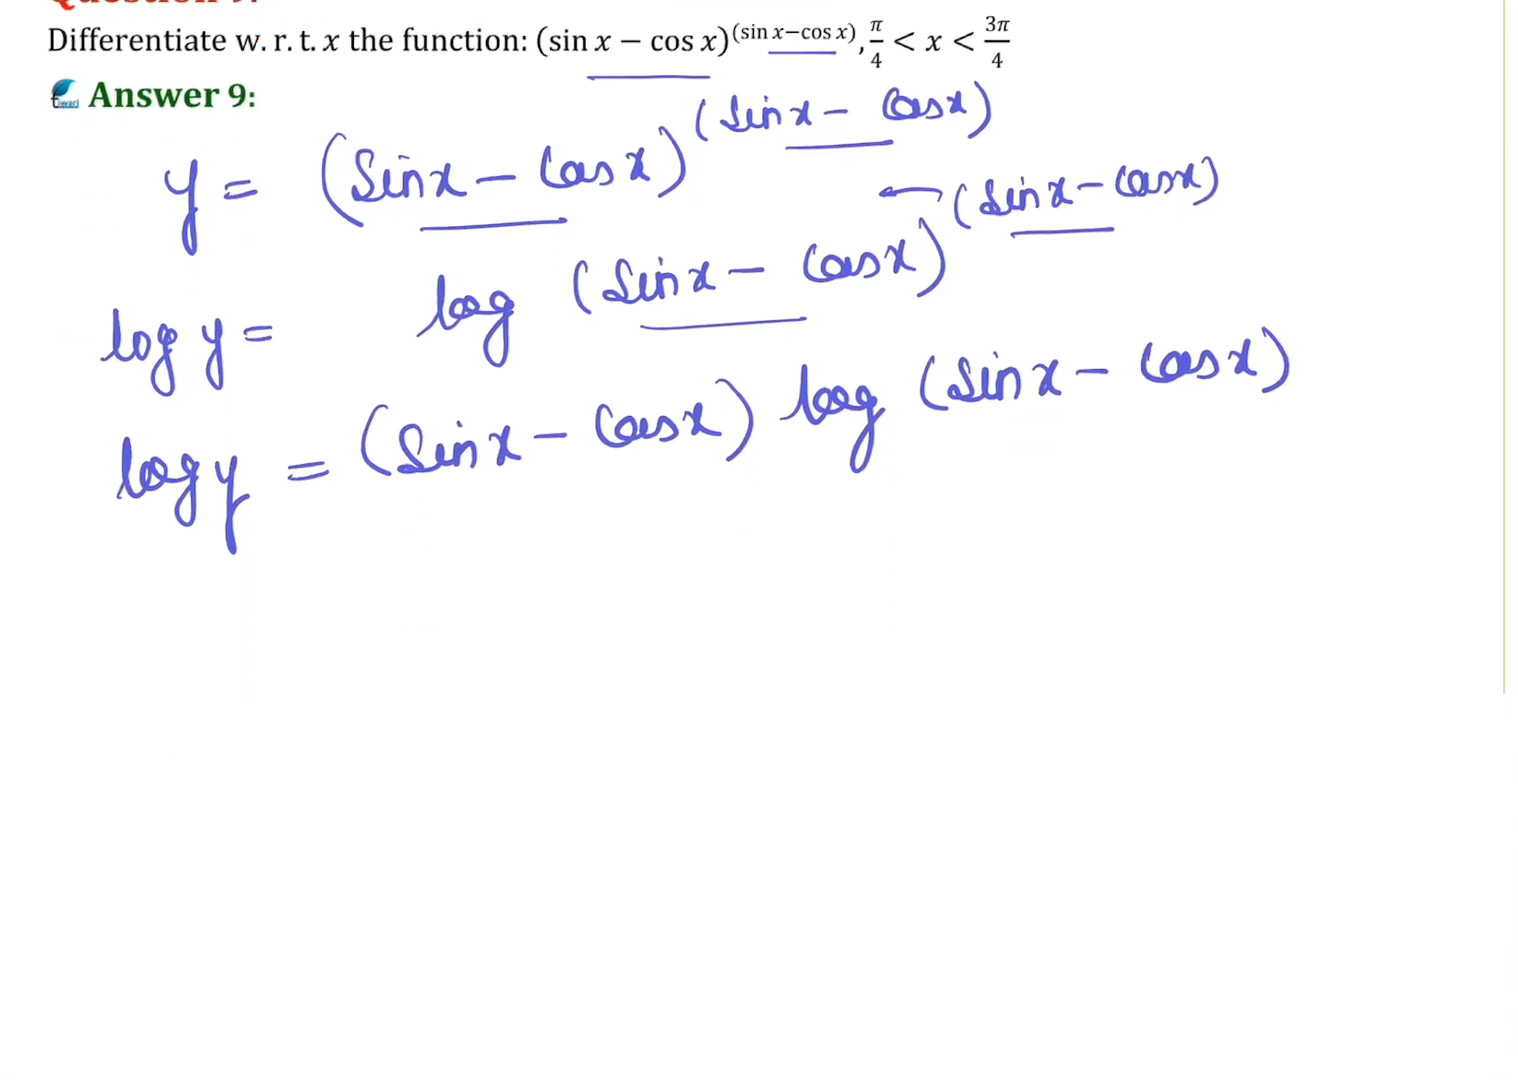 Differentiate w. r. t. x the function: (sin x − cos x)^(sin x−cos x), π/4 < x < 3π/4
Answer 9:
y = (Sin x − Cos x)^(Sin x − Cos x)
log y = log (Sin x − Cos x)^(Sin x − Cos x)
log y = (Sin x − Cos x) log (Sin x − Cos x)